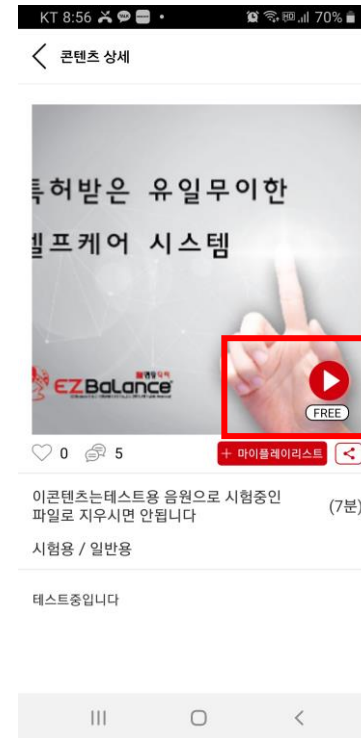 KT 8:56 70%
콘텐츠 상세
특허받은 유일무이한
셀프케어 시스템
EZBaLance
FREE
0 5 + 마이플레이리스트
이콘텐츠는테스트용 음원으로 시험중인 (7분)
파일로 지우시면 안됩니다
시험용 / 일반용
테스트중입니다